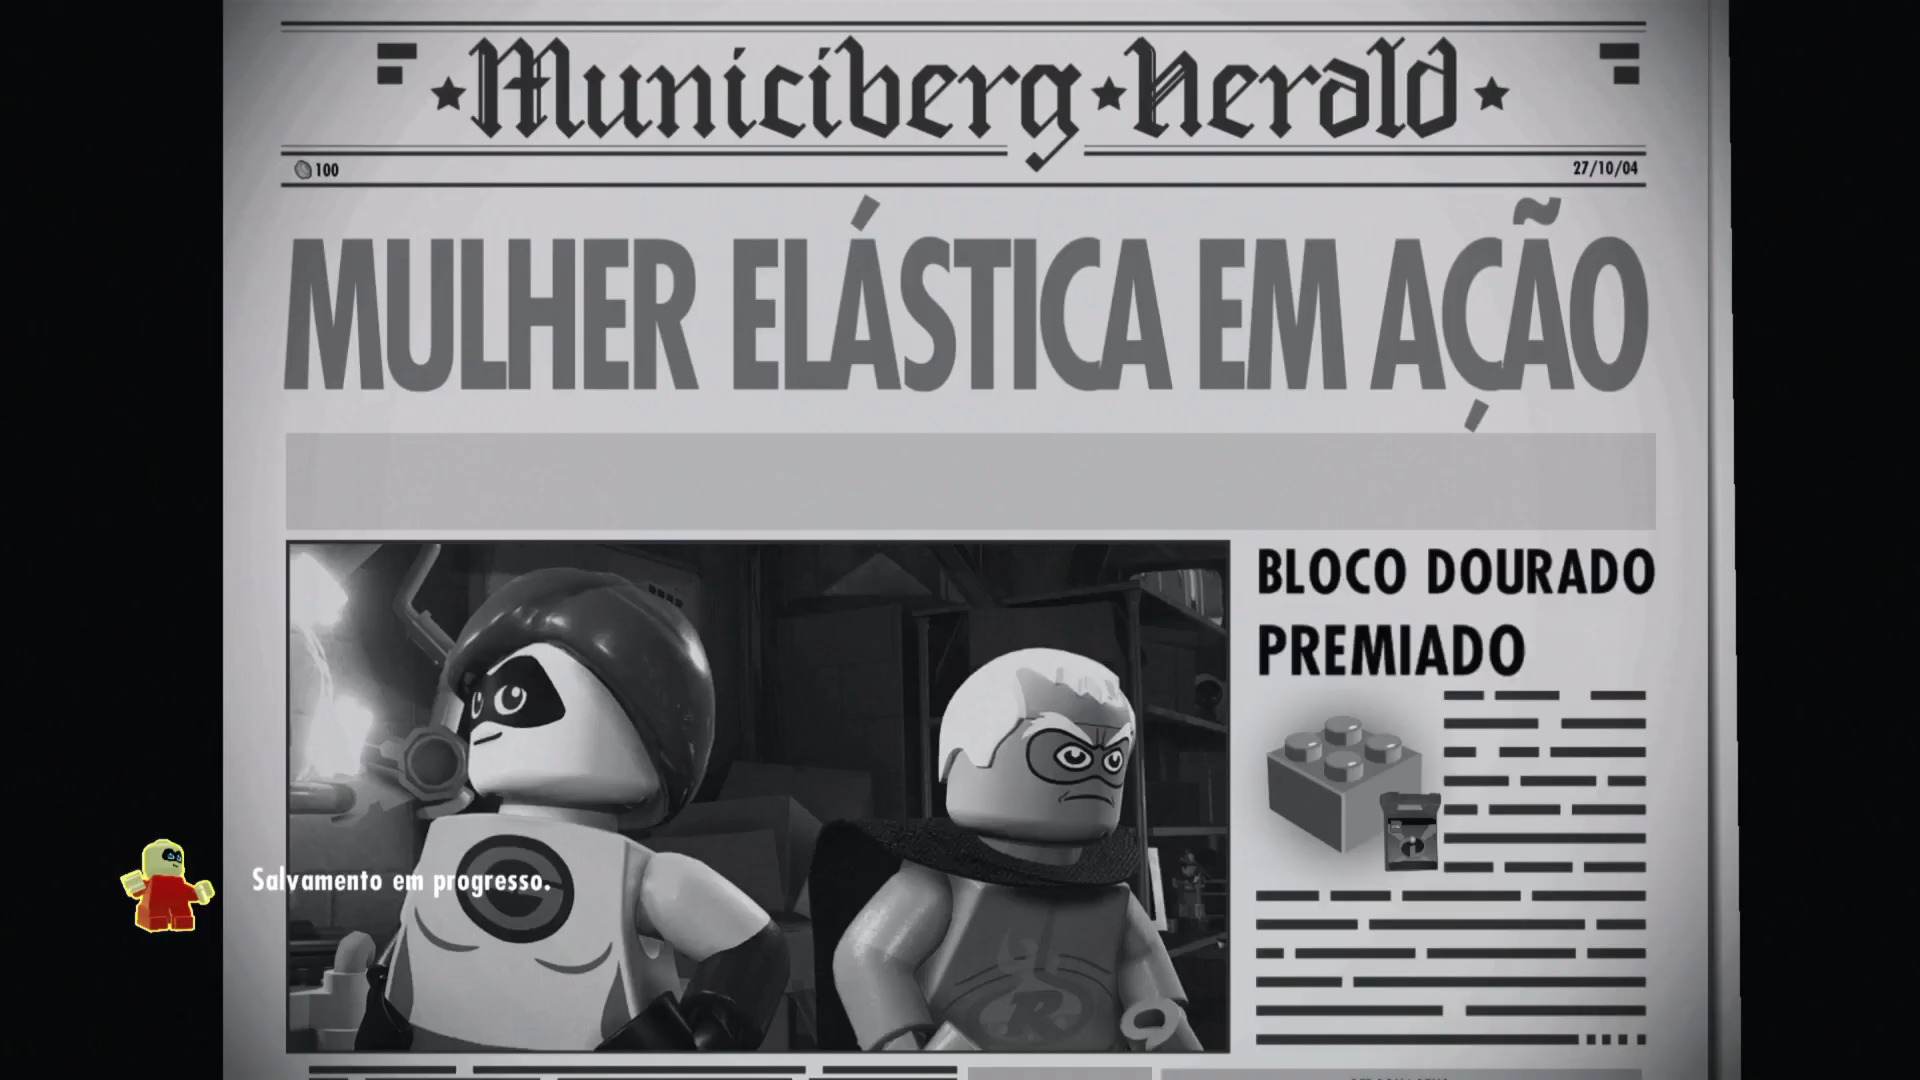 Municiberg Herald
100
27/10/04
MULHER ELÁSTICA EM AÇÃO
BLOCO DOURADO
PREMIADO
Salvamento em progresso.